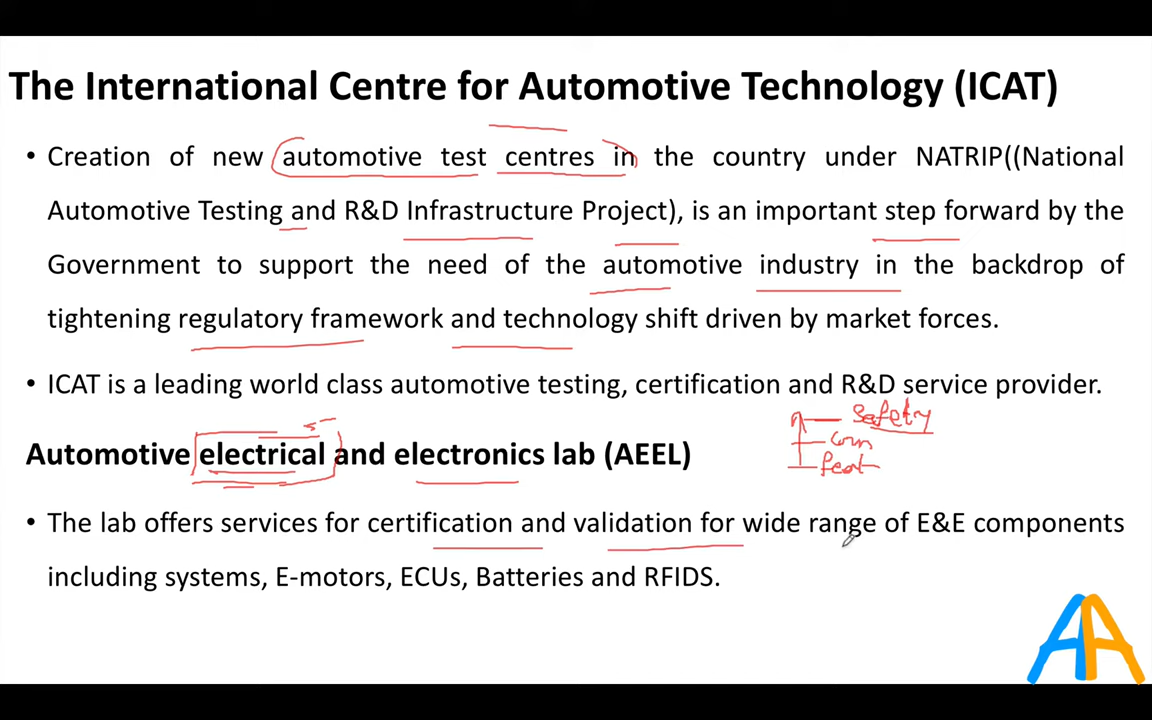 The International Centre for Automotive Technology (ICAT)
• Creation of new automotive test centres in the country under NATRIP((National
Automotive Testing and R&D Infrastructure Project), is an important step forward by the
Government to support the need of the automotive industry in the backdrop of
tightening regulatory framework and technology shift driven by market forces.
• ICAT is a leading world class automotive testing, certification and R&D service provider.
Safety
Com
Feat
Automotive electrical and electronics lab (AEEL)
• The lab offers services for certification and validation for wide range of E&E components
including systems, E-motors, ECUs, Batteries and RFIDS.
AA